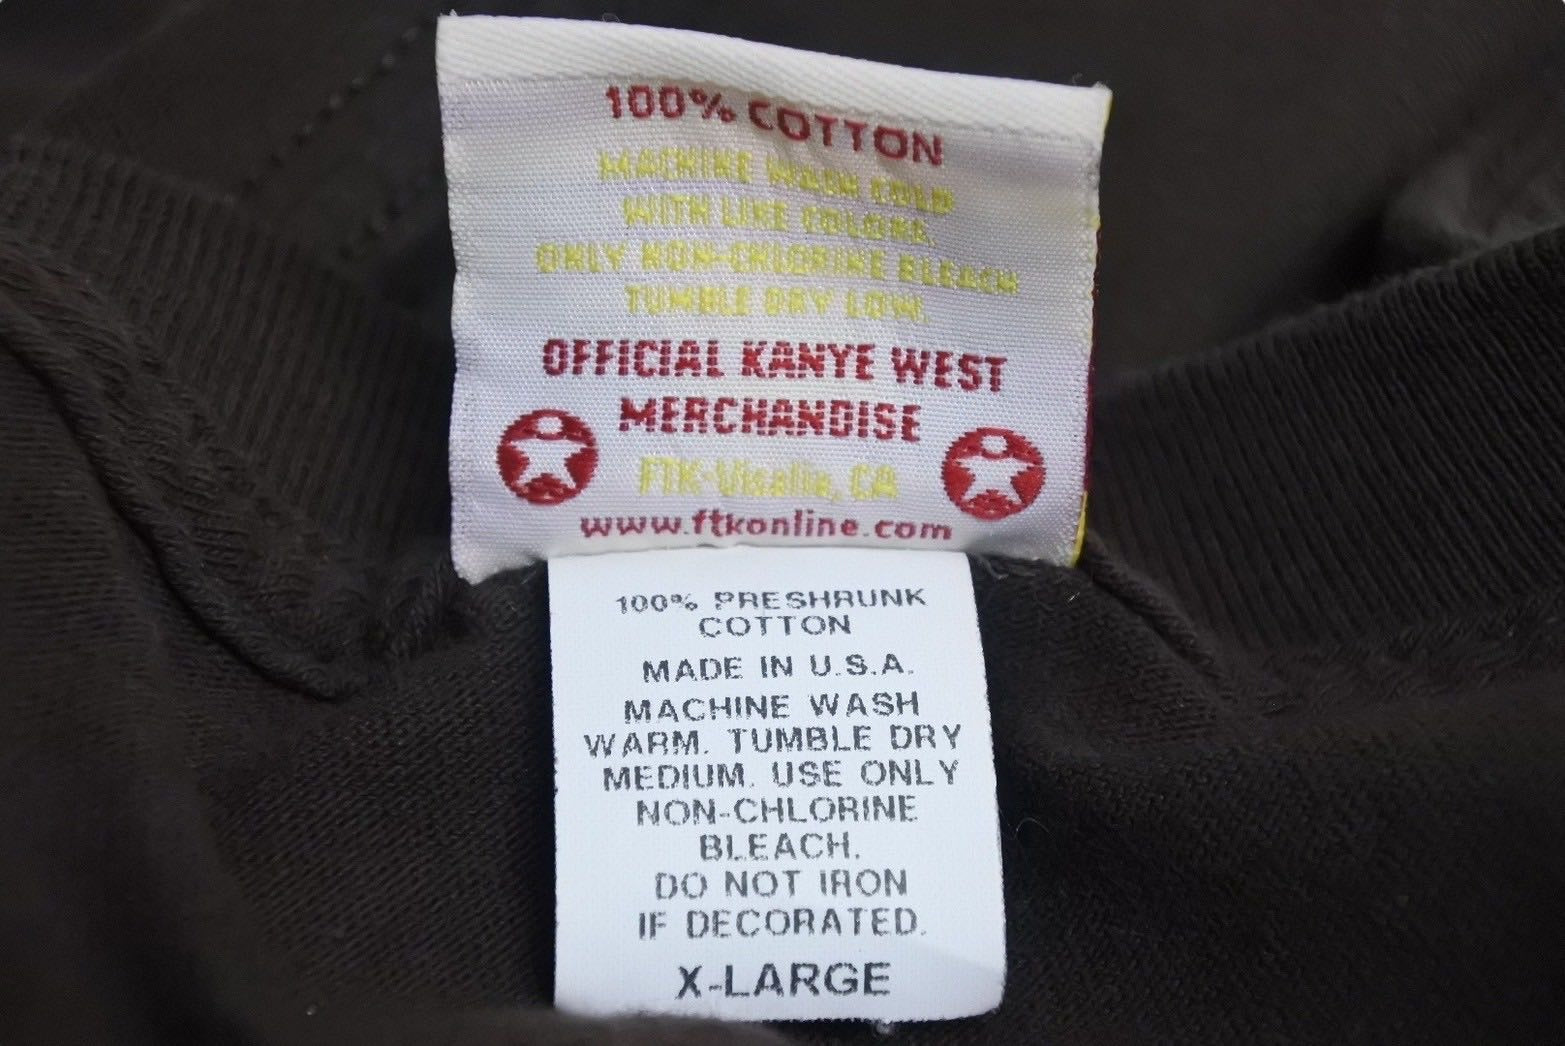 100% COTTON
MACHINE WASH COLD
WITH LIKE COLORS.
ONLY NON-CHLORINE BLEACH
TUMBLE DRY LOW.
OFFICIAL KANYE WEST
MERCHANDISE
FTK-Visalia, CA
www.ftkonline.com
100% PRESHRUNK
COTTON
MADE IN U.S.A.
MACHINE WASH
WARM. TUMBLE DRY
MEDIUM. USE ONLY
NON-CHLORINE
BLEACH.
DO NOT IRON
IF DECORATED.
X-LARGE